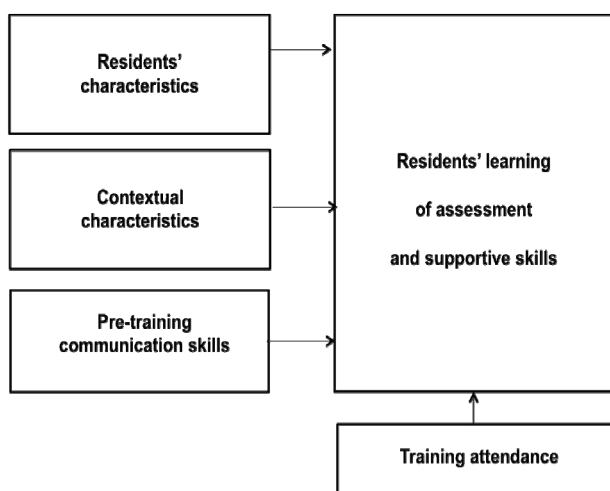 Residents’
characteristics
Contextual
characteristics
Pre-training
communication skills
Residents’ learning
of assessment
and supportive skills
Training attendance